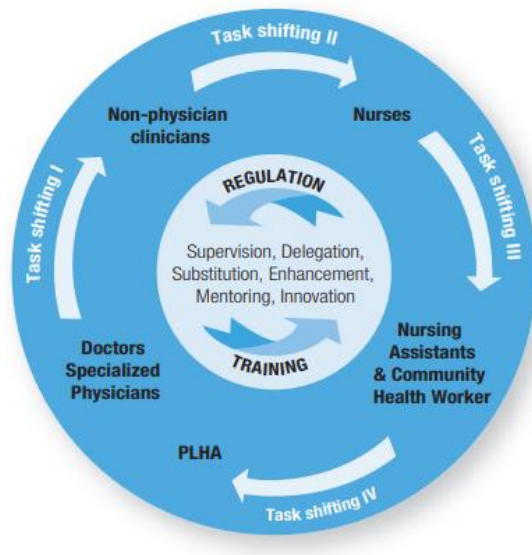 Task shifting II
Non-physician
clinicians
Nurses
Task shifting I
Task shifting III
REGULATION
Supervision, Delegation,
Substitution, Enhancement,
Mentoring, Innovation
TRAINING
Doctors
Specialized
Physicians
Nursing
Assistants
& Community
Health Worker
PLHA
Task shifting IV